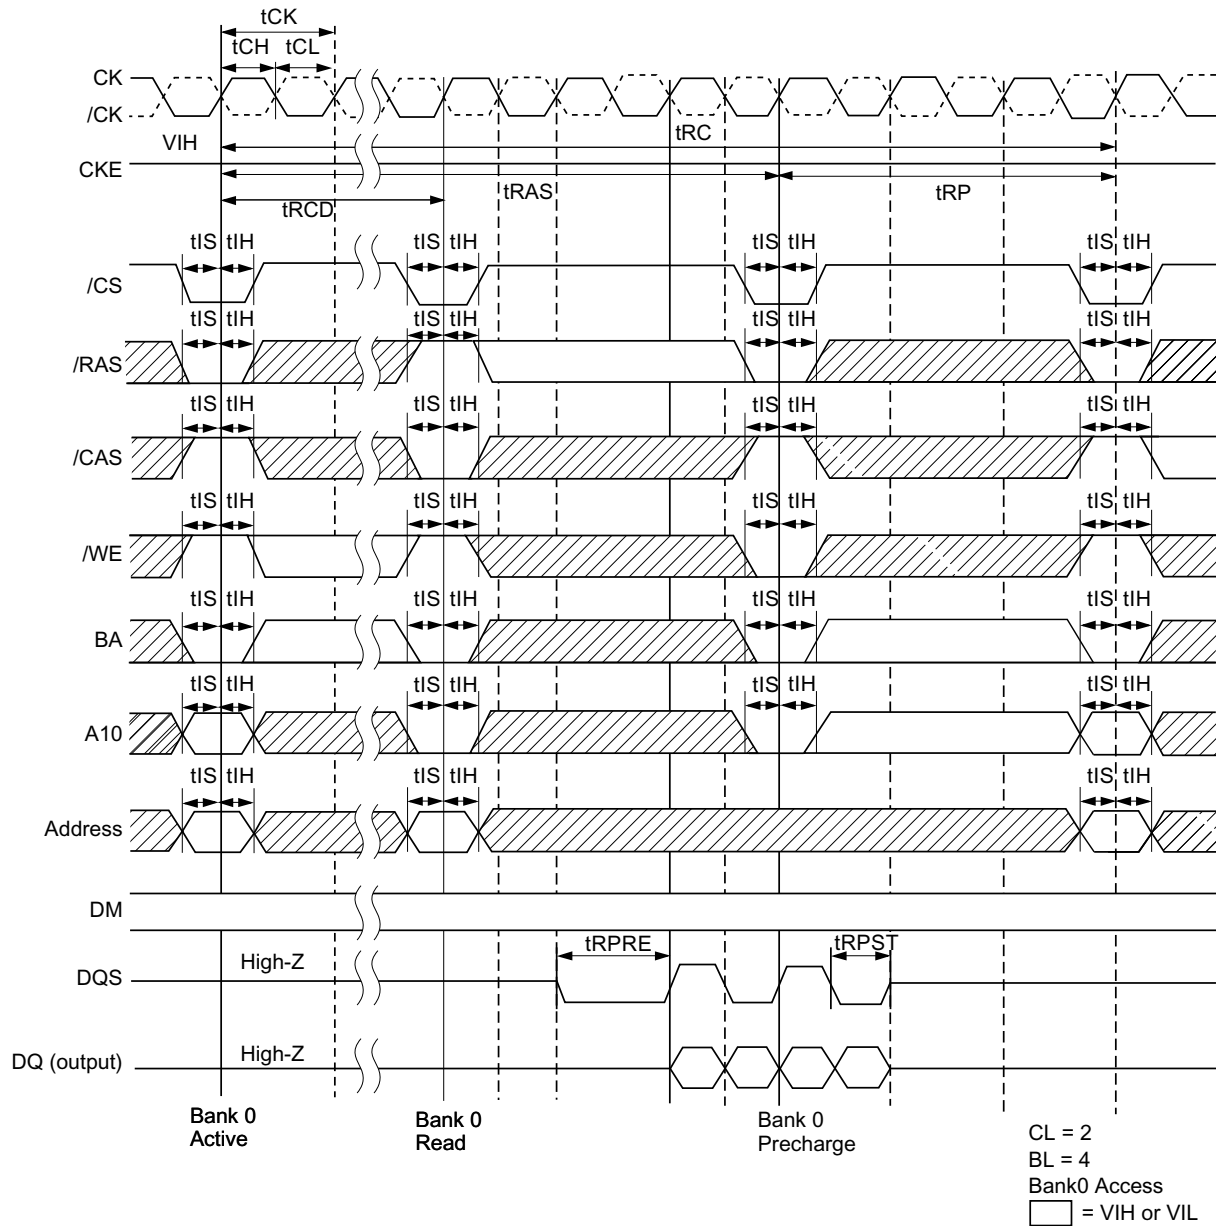 tCK
tCH tCL
CK
/CK
VIH
tRC
CKE
tRAS
tRP
tRCD
tIS tIH tIS tIH tIS tIH tIS tIH
/CS
tIS tIH tIS tIH tIS tIH tIS tIH
/RAS
tIS tIH tIS tIH tIS tIH tIS tIH
/CAS
tIS tIH tIS tIH tIS tIH tIS tIH
/WE
tIS tIH tIS tIH tIS tIH tIS tIH
BA
tIS tIH tIS tIH tIS tIH tIS tIH
A10
tIS tIH tIS tIH tIS tIH
Address
DM
tRPRE tRPST
High-Z
DQS
High-Z
DQ (output)
Bank 0
Active
Bank 0
Read
Bank 0
Precharge
CL = 2
BL = 4
Bank0 Access
= VIH or VIL